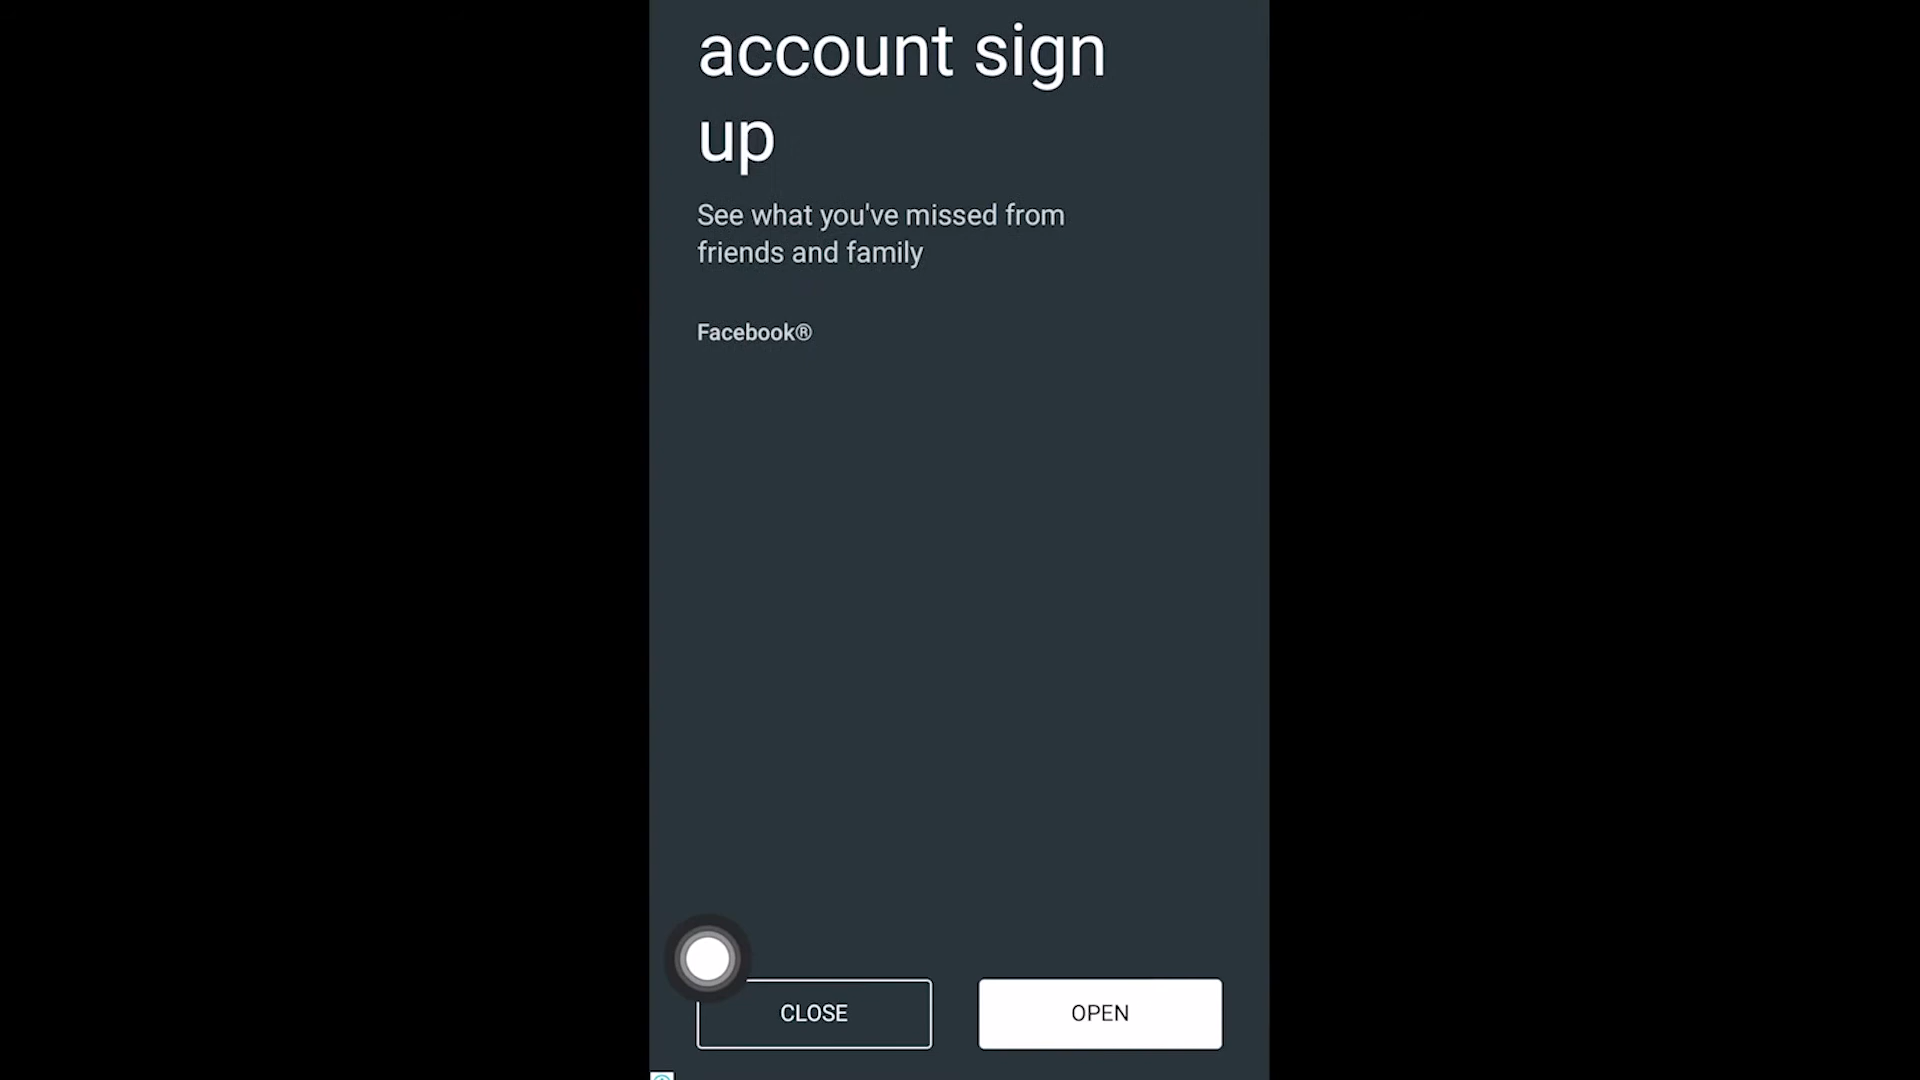 account sign
up
See what you've missed from
friends and family
Facebook®
CLOSE
OPEN